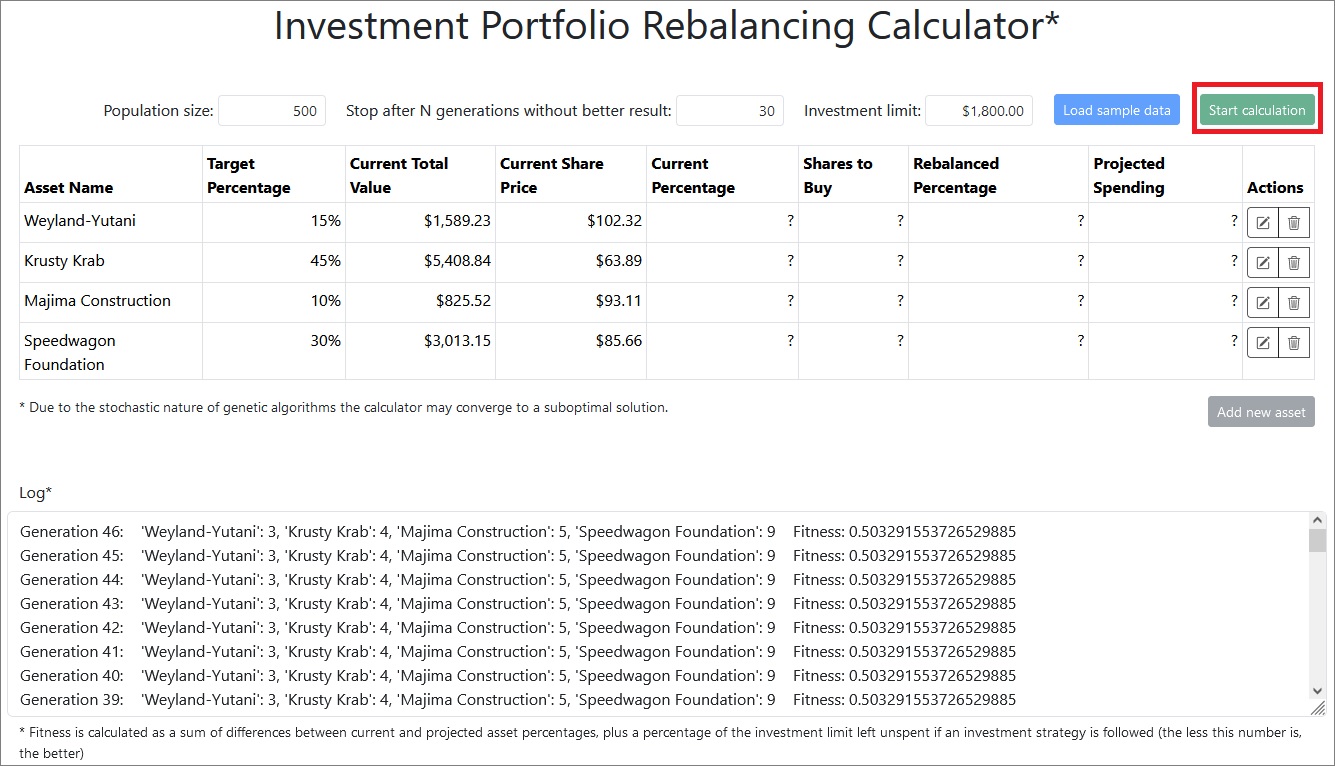 Investment Portfolio Rebalancing Calculator*
Population size: 500 Stop after N generations without better result: 30 Investment limit: $1,800.00 Load sample data Start calculation
Asset Name Target Percentage Current Total Value Current Share Price Current Percentage Shares to Buy Rebalanced Percentage Projected Spending Actions
Weyland-Yutani 15% $1,589.23 $102.32 ? ? ? ?
Krusty Krab 45% $5,408.84 $63.89 ? ? ? ?
Majima Construction 10% $825.52 $93.11 ? ? ? ?
Speedwagon Foundation 30% $3,013.15 $85.66 ? ? ? ?
* Due to the stochastic nature of genetic algorithms the calculator may converge to a suboptimal solution.
Add new asset
Log*
Generation 46: 'Weyland-Yutani': 3, 'Krusty Krab': 4, 'Majima Construction': 5, 'Speedwagon Foundation': 9 Fitness: 0.503291553726529885
Generation 45: 'Weyland-Yutani': 3, 'Krusty Krab': 4, 'Majima Construction': 5, 'Speedwagon Foundation': 9 Fitness: 0.503291553726529885
Generation 44: 'Weyland-Yutani': 3, 'Krusty Krab': 4, 'Majima Construction': 5, 'Speedwagon Foundation': 9 Fitness: 0.503291553726529885
Generation 43: 'Weyland-Yutani': 3, 'Krusty Krab': 4, 'Majima Construction': 5, 'Speedwagon Foundation': 9 Fitness: 0.503291553726529885
Generation 42: 'Weyland-Yutani': 3, 'Krusty Krab': 4, 'Majima Construction': 5, 'Speedwagon Foundation': 9 Fitness: 0.503291553726529885
Generation 41: 'Weyland-Yutani': 3, 'Krusty Krab': 4, 'Majima Construction': 5, 'Speedwagon Foundation': 9 Fitness: 0.503291553726529885
Generation 40: 'Weyland-Yutani': 3, 'Krusty Krab': 4, 'Majima Construction': 5, 'Speedwagon Foundation': 9 Fitness: 0.503291553726529885
Generation 39: 'Weyland-Yutani': 3, 'Krusty Krab': 4, 'Majima Construction': 5, 'Speedwagon Foundation': 9 Fitness: 0.503291553726529885
* Fitness is calculated as a sum of differences between current and projected asset percentages, plus a percentage of the investment limit left unspent if an investment strategy is followed (the less this number is,
the better)